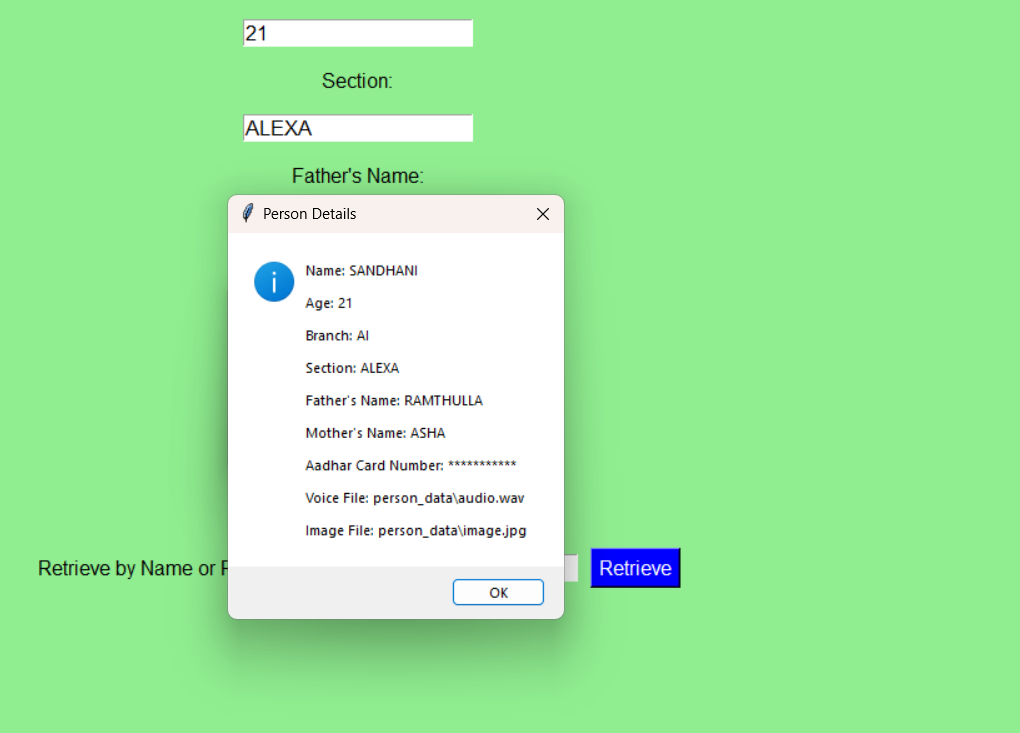 21
Section:
ALEXA
Father's Name:
Person Details
Name: SANDHANI
Age: 21
Branch: AI
Section: ALEXA
Father's Name: RAMTHULLA
Mother's Name: ASHA
Aadhar Card Number: ***********
Voice File: person_data\audio.wav
Image File: person_data\image.jpg
Retrieve by Name or
Retrieve
OK